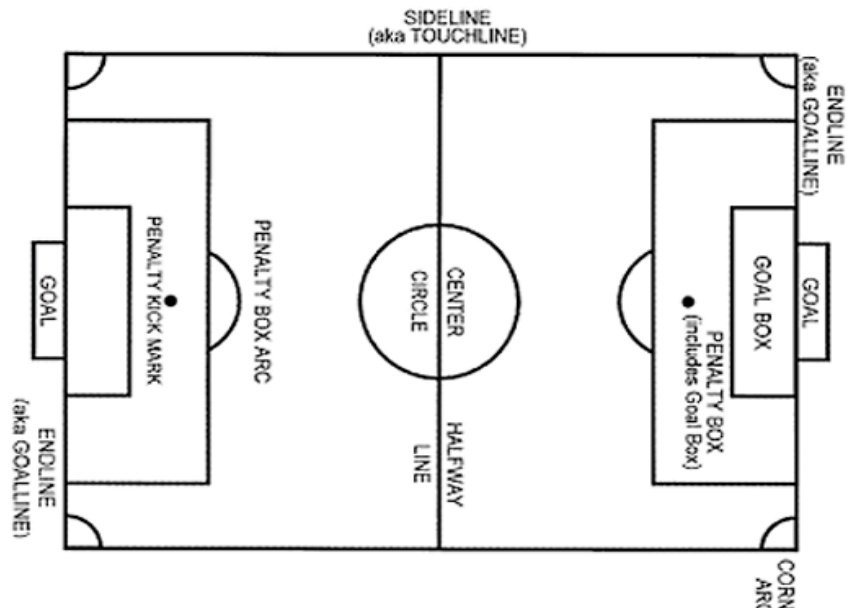 SIDELINE
(aka TOUCHLINE)
ENDLINE
(aka GOALLINE)
GOAL
GOAL BOX
PENALTY BOX
(includes Goal Box)
CENTER
CIRCLE
HALFWAY
LINE
PENALTY BOX ARC
PENALTY KICK MARK
GOAL
ENDLINE
(aka GOALLINE)